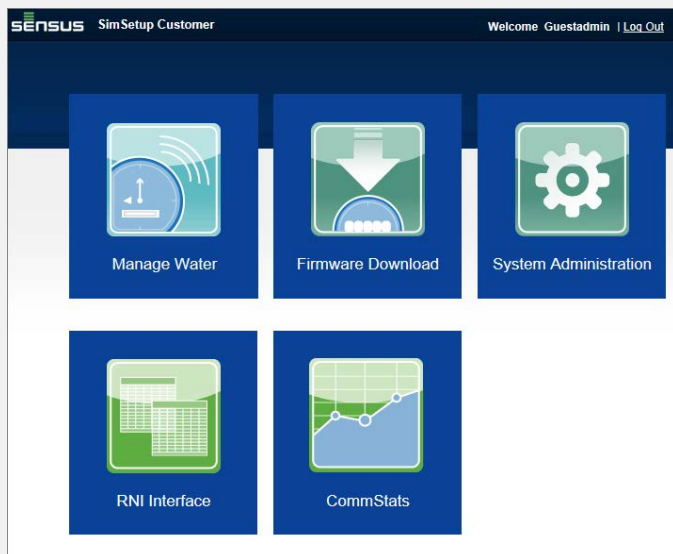 sensus SimSetup Customer Welcome Guestadmin | Log Out
Manage Water Firmware Download System Administration
RNI Interface CommStats